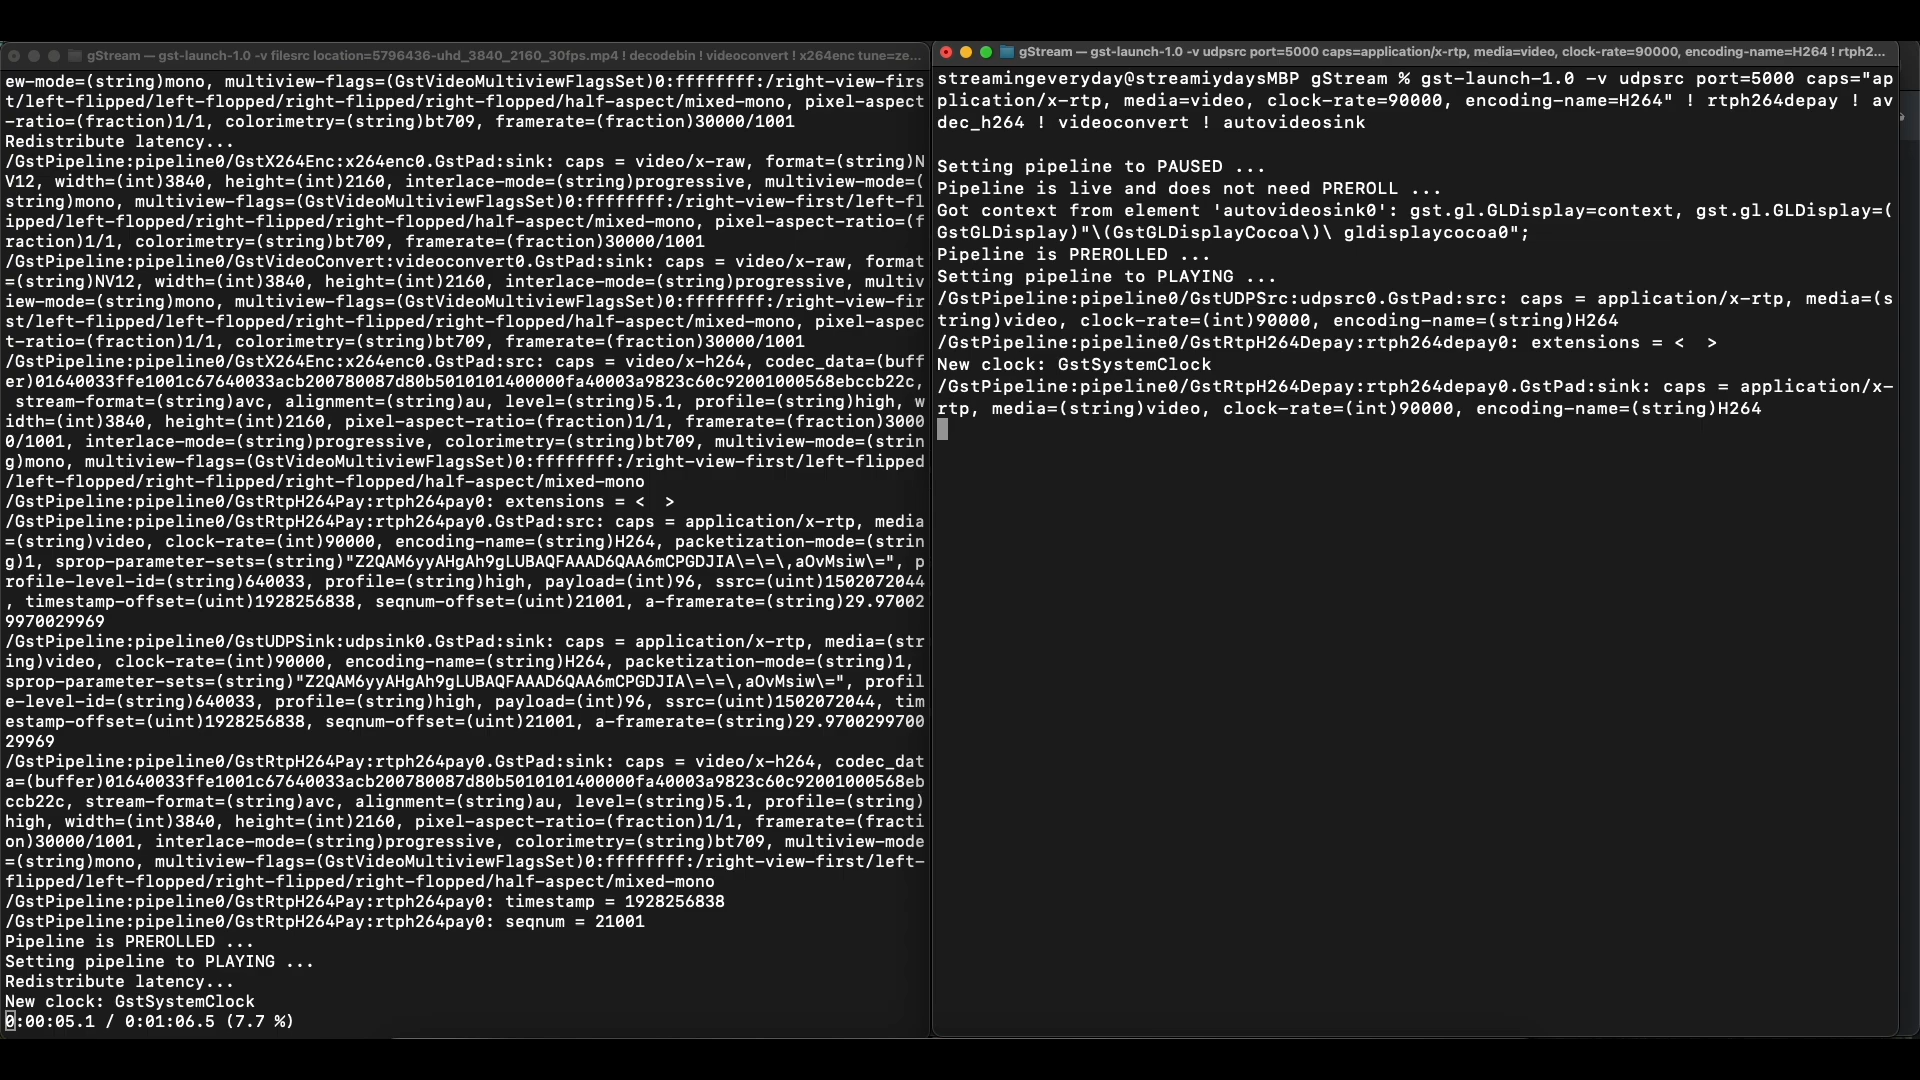 gStream — gst-launch-1.0 -v filesrc location=5796436-uhd_3840_2160_30fps.mp4 ! decodebin ! videoconvert ! x264enc tune=ze...
ew-mode=(string)mono, multiview-flags=(GstVideoMultiviewFlagsSet)0:ffffffff:/right-view-firs
t/left-flipped/left-flopped/right-flipped/right-flopped/half-aspect/mixed-mono, pixel-aspect
-ratio=(fraction)1/1, colorimetry=(string)bt709, framerate=(fraction)30000/1001
Redistribute latency...
/GstPipeline:pipeline0/GstX264Enc:x264enc0.GstPad:sink: caps = video/x-raw, format=(string)N
V12, width=(int)3840, height=(int)2160, interlace-mode=(string)progressive, multiview-mode=(
string)mono, multiview-flags=(GstVideoMultiviewFlagsSet)0:ffffffff:/right-view-first/left-fl
ipped/left-flopped/right-flipped/right-flopped/half-aspect/mixed-mono, pixel-aspect-ratio=(f
raction)1/1, colorimetry=(string)bt709, framerate=(fraction)30000/1001
/GstPipeline:pipeline0/GstVideoConvert:videoconvert0.GstPad:sink: caps = video/x-raw, format
=(string)NV12, width=(int)3840, height=(int)2160, interlace-mode=(string)progressive, multiv
iew-mode=(string)mono, multiview-flags=(GstVideoMultiviewFlagsSet)0:ffffffff:/right-view-fir
st/left-flipped/left-flopped/right-flipped/right-flopped/half-aspect/mixed-mono, pixel-aspec
t-ratio=(fraction)1/1, colorimetry=(string)bt709, framerate=(fraction)30000/1001
/GstPipeline:pipeline0/GstX264Enc:x264enc0.GstPad:src: caps = video/x-h264, codec_data=(buff
er)01640033ffe1001c67640033acb200780087d80b5010101400000fa40003a9823c60c92001000568ebccb22c,
 stream-format=(string)avc, alignment=(string)au, level=(string)5.1, profile=(string)high, w
idth=(int)3840, height=(int)2160, pixel-aspect-ratio=(fraction)1/1, framerate=(fraction)3000
0/1001, interlace-mode=(string)progressive, colorimetry=(string)bt709, multiview-mode=(strin
g)mono, multiview-flags=(GstVideoMultiviewFlagsSet)0:ffffffff:/right-view-first/left-flipped
/left-flopped/right-flipped/right-flopped/half-aspect/mixed-mono
/GstPipeline:pipeline0/GstRtpH264Pay:rtph264pay0: extensions = <  >
/GstPipeline:pipeline0/GstRtpH264Pay:rtph264pay0.GstPad:src: caps = application/x-rtp, media
=(string)video, clock-rate=(int)90000, encoding-name=(string)H264, packetization-mode=(strin
g)1, sprop-parameter-sets=(string)"Z2QAM6yyAHgAh9gLUBAQFAAAD6QAA6mCPGDJIA\=\=\,aOvMsiw\=", p
rofile-level-id=(string)640033, profile=(string)high, payload=(int)96, ssrc=(uint)1502072044
, timestamp-offset=(uint)1928256838, seqnum-offset=(uint)21001, a-framerate=(string)29.97002
9970029969
/GstPipeline:pipeline0/GstUDPSink:udpsink0.GstPad:sink: caps = application/x-rtp, media=(str
ing)video, clock-rate=(int)90000, encoding-name=(string)H264, packetization-mode=(string)1,
sprop-parameter-sets=(string)"Z2QAM6yyAHgAh9gLUBAQFAAAD6QAA6mCPGDJIA\=\=\,aOvMsiw\=", profil
e-level-id=(string)640033, profile=(string)high, payload=(int)96, ssrc=(uint)1502072044, tim
estamp-offset=(uint)1928256838, seqnum-offset=(uint)21001, a-framerate=(string)29.9700299700
29969
/GstPipeline:pipeline0/GstRtpH264Pay:rtph264pay0.GstPad:sink: caps = video/x-h264, codec_dat
a=(buffer)01640033ffe1001c67640033acb200780087d80b5010101400000fa40003a9823c60c92001000568eb
ccb22c, stream-format=(string)avc, alignment=(string)au, level=(string)5.1, profile=(string)
high, width=(int)3840, height=(int)2160, pixel-aspect-ratio=(fraction)1/1, framerate=(fracti
on)30000/1001, interlace-mode=(string)progressive, colorimetry=(string)bt709, multiview-mode
=(string)mono, multiview-flags=(GstVideoMultiviewFlagsSet)0:ffffffff:/right-view-first/left-
flipped/left-flopped/right-flipped/right-flopped/half-aspect/mixed-mono
/GstPipeline:pipeline0/GstRtpH264Pay:rtph264pay0: timestamp = 1928256838
/GstPipeline:pipeline0/GstRtpH264Pay:rtph264pay0: seqnum = 21001
Pipeline is PREROLLED ...
Setting pipeline to PLAYING ...
Redistribute latency...
New clock: GstSystemClock
0:00:05.1 / 0:01:06.5 (7.7 %)
gStream — gst-launch-1.0 -v udpsrc port=5000 caps=application/x-rtp, media=video, clock-rate=90000, encoding-name=H264 ! rtph2...
streamingeveryday@streamiydaysMBP gStream % gst-launch-1.0 -v udpsrc port=5000 caps="ap
plication/x-rtp, media=video, clock-rate=90000, encoding-name=H264" ! rtph264depay ! av
dec_h264 ! videoconvert ! autovideosink
Setting pipeline to PAUSED ...
Pipeline is live and does not need PREROLL ...
Got context from element 'autovideosink0': gst.gl.GLDisplay=context, gst.gl.GLDisplay=(
GstGLDisplay)"\(GstGLDisplayCocoa\)\ gldisplaycocoa0";
Pipeline is PREROLLED ...
Setting pipeline to PLAYING ...
/GstPipeline:pipeline0/GstUDPSrc:udpsrc0.GstPad:src: caps = application/x-rtp, media=(s
tring)video, clock-rate=(int)90000, encoding-name=(string)H264
/GstPipeline:pipeline0/GstRtpH264Depay:rtph264depay0: extensions = <  >
New clock: GstSystemClock
/GstPipeline:pipeline0/GstRtpH264Depay:rtph264depay0.GstPad:sink: caps = application/x-
rtp, media=(string)video, clock-rate=(int)90000, encoding-name=(string)H264